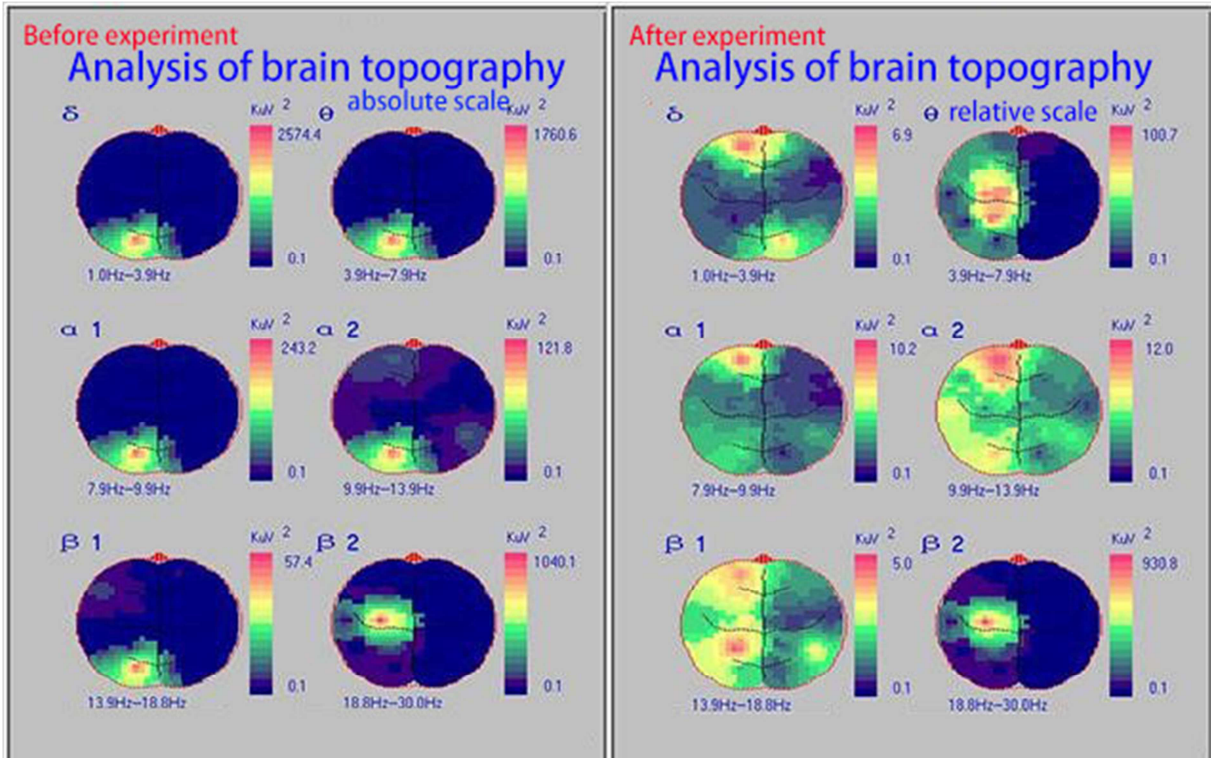 Before experiment
Analysis of brain topography
absolute scale
δ KuV 2 2574.4 0.1 1.0Hz–3.9Hz
θ KuV 2 1760.6 0.1 3.9Hz–7.9Hz
α 1 KuV 2 243.2 0.1 7.9Hz–9.9Hz
α 2 KuV 2 121.8 0.1 9.9Hz–13.9Hz
β 1 KuV 2 57.4 0.1 13.9Hz–18.8Hz
β 2 KuV 2 1040.1 0.1 18.8Hz–30.0Hz
After experiment
Analysis of brain topography
relative scale
δ KuV 2 6.9 0.1 1.0Hz–3.9Hz
θ KuV 2 100.7 0.1 3.9Hz–7.9Hz
α 1 KuV 2 10.2 0.1 7.9Hz–9.9Hz
α 2 KuV 2 12.0 0.1 9.9Hz–13.9Hz
β 1 KuV 2 5.0 0.1 13.9Hz–18.8Hz
β 2 KuV 2 930.8 0.1 18.8Hz–30.0Hz